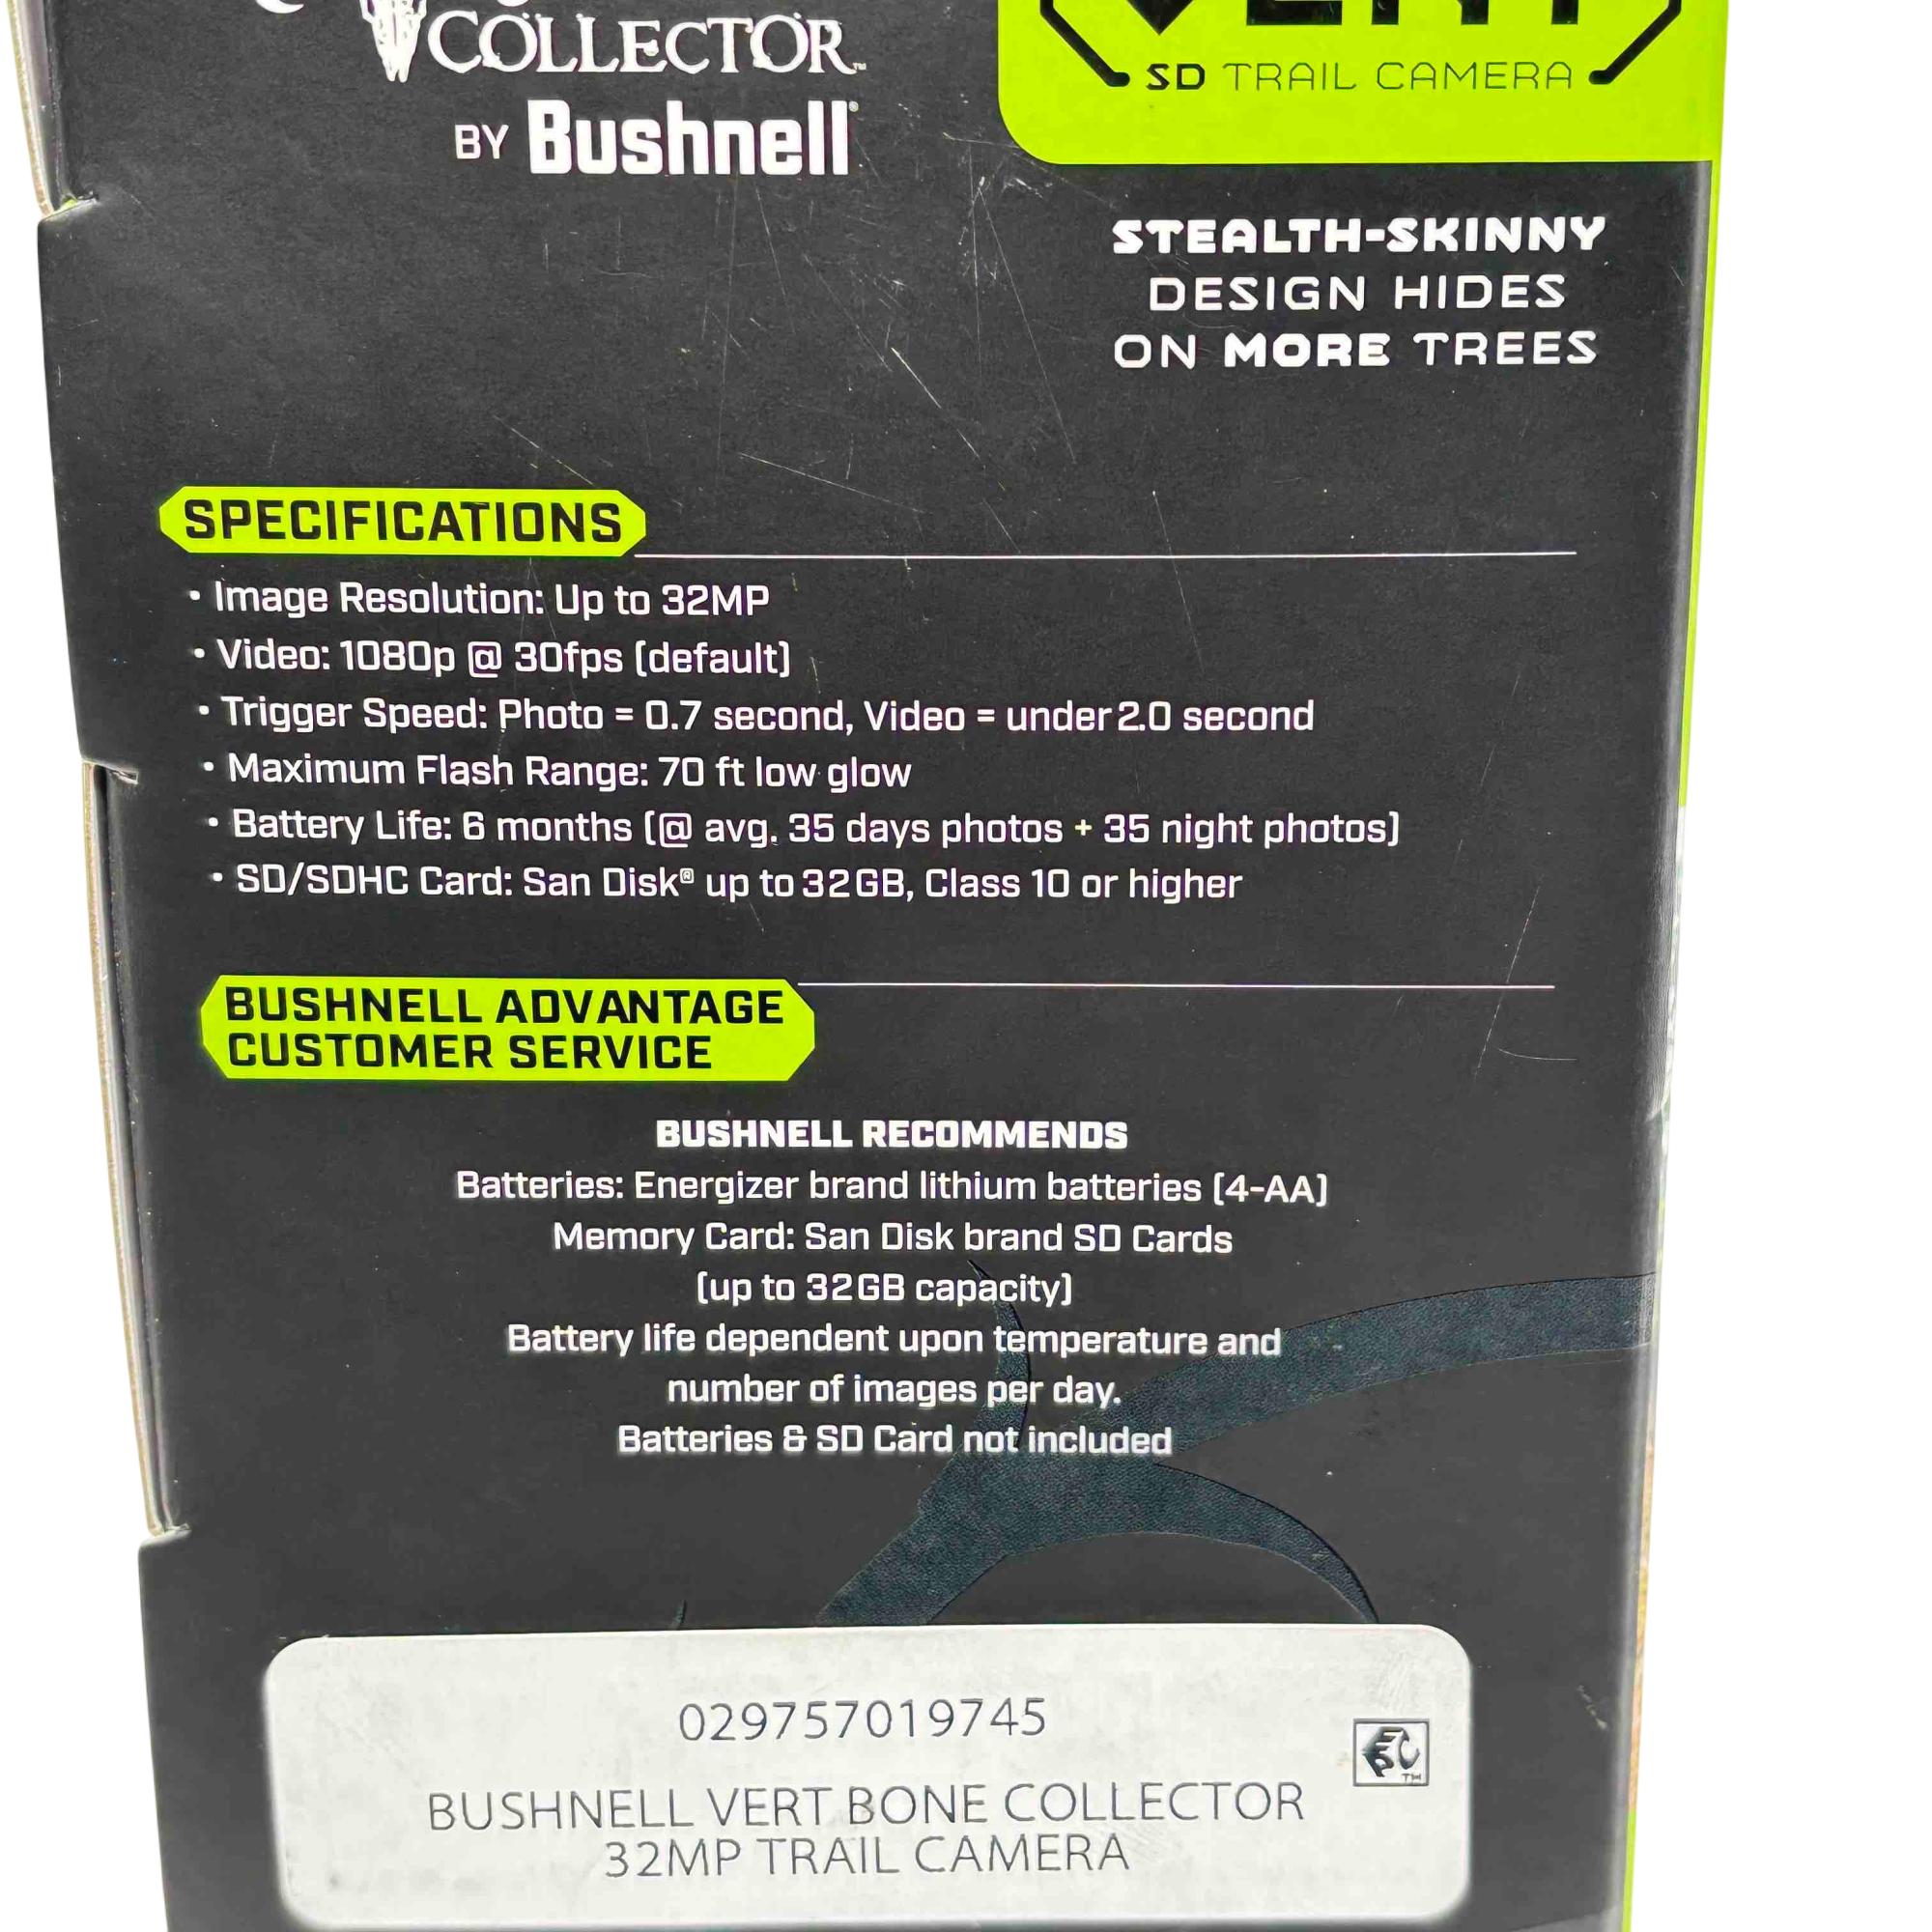 COLLECTOR™
BY Bushnell®
VERT
SD TRAIL CAMERA
STEALTH-SKINNY
DESIGN HIDES
ON MORE TREES
SPECIFICATIONS
• Image Resolution: Up to 32MP
• Video: 1080p @ 30fps (default)
• Trigger Speed: Photo = 0.7 second, Video = under 2.0 second
• Maximum Flash Range: 70 ft low glow
• Battery Life: 6 months (@ avg. 35 days photos + 35 night photos)
• SD/SDHC Card: San Disk® up to 32GB, Class 10 or higher
BUSHNELL ADVANTAGE
CUSTOMER SERVICE
BUSHNELL RECOMMENDS
Batteries: Energizer brand lithium batteries (4-AA)
Memory Card: San Disk brand SD Cards
(up to 32GB capacity)
Battery life dependent upon temperature and
number of images per day.
Batteries & SD Card not included
029757019745
BUSHNELL VERT BONE COLLECTOR
32MP TRAIL CAMERA